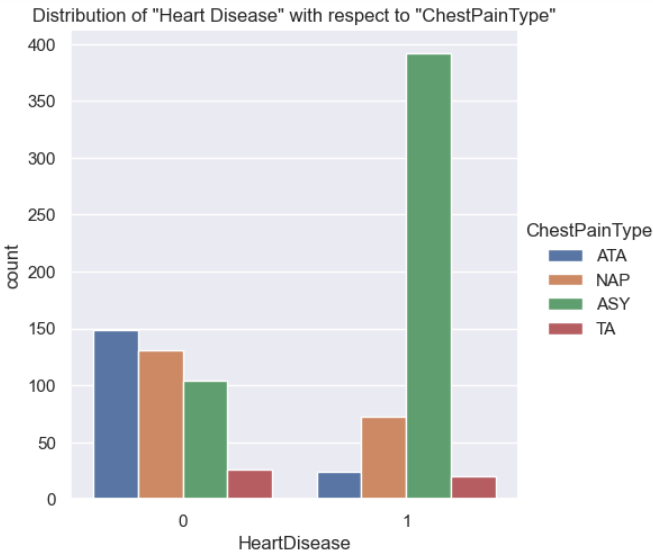 Distribution of "Heart Disease" with respect to "ChestPainType"
400
350
300
250
200
150
100
50
0
count
0
1
HeartDisease
ChestPainType
ATA
NAP
ASY
TA